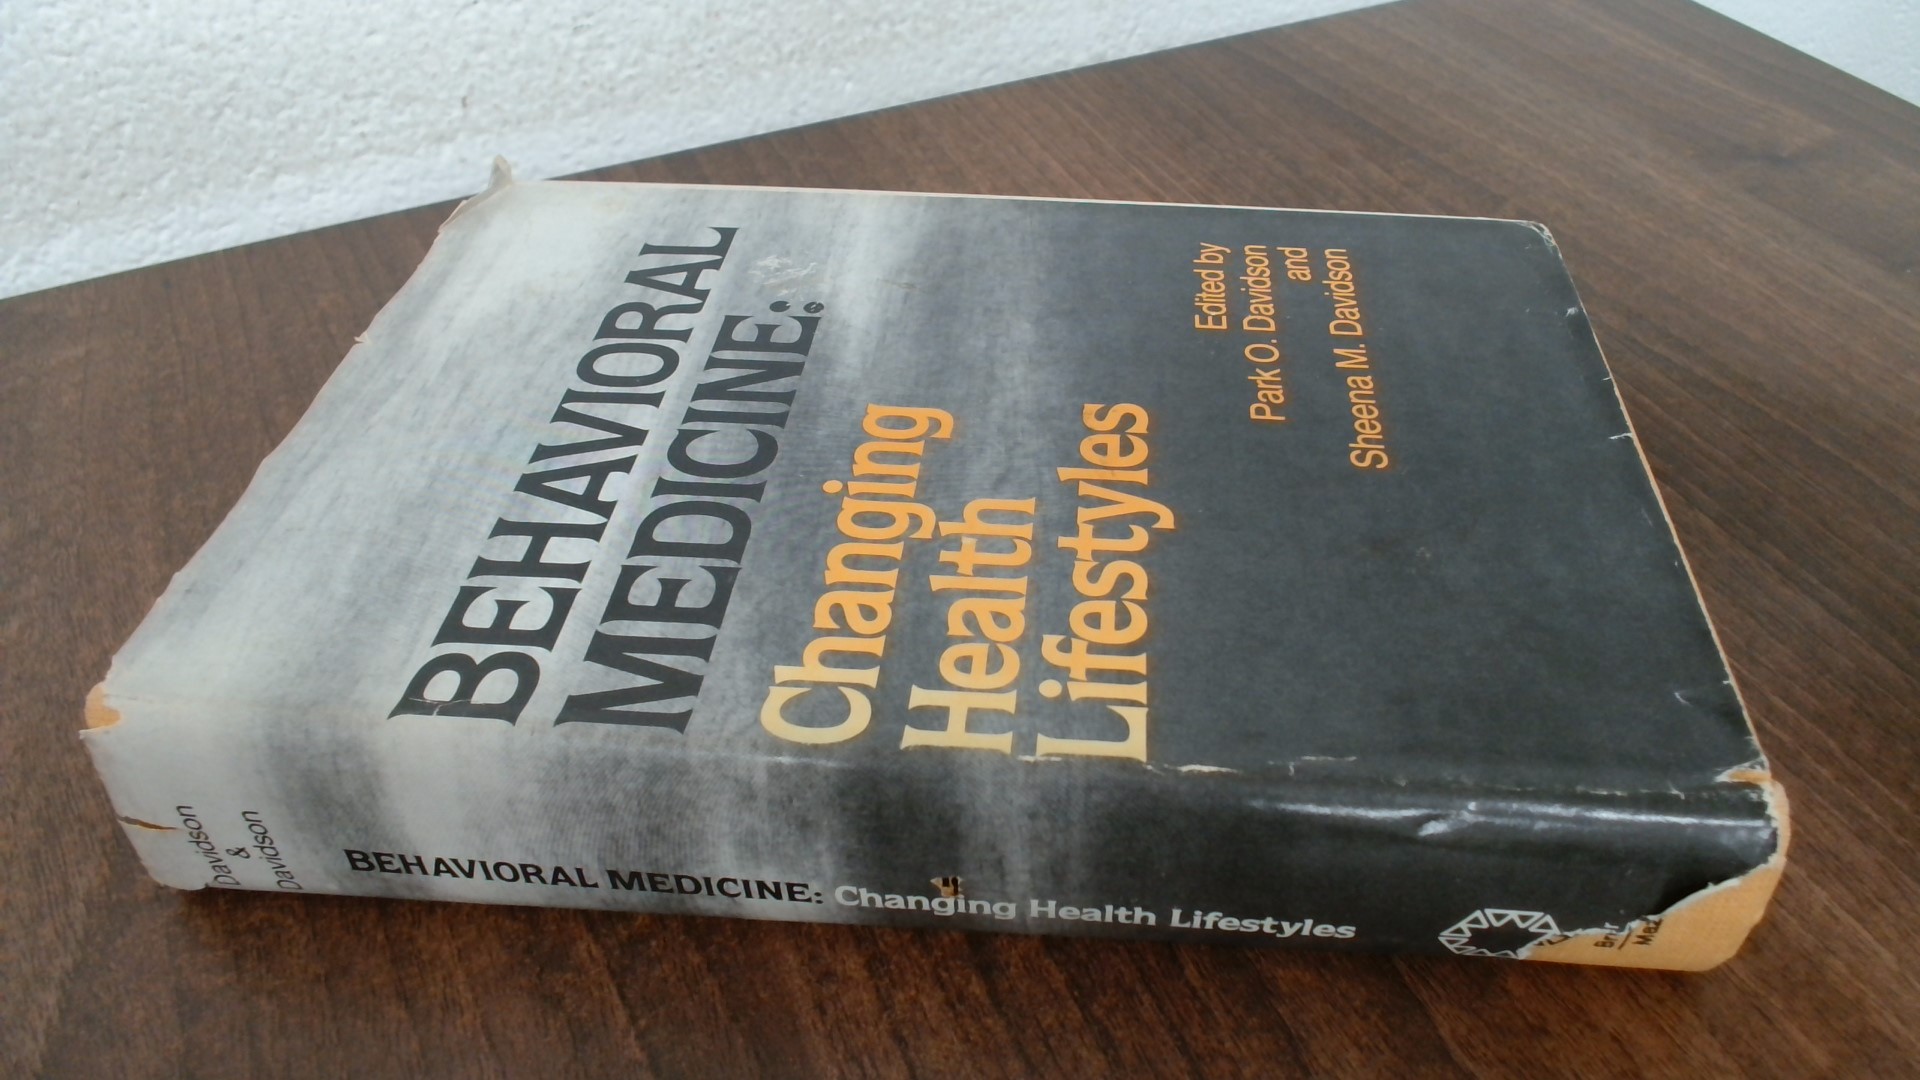 BEHAVIORAL
MEDICINE:
Changing
Health
Lifestyles
Edited by
Park O. Davidson
and
Sheena M. Davidson
Davidson
&
Davidson
BEHAVIORAL MEDICINE: Changing Health Lifestyles